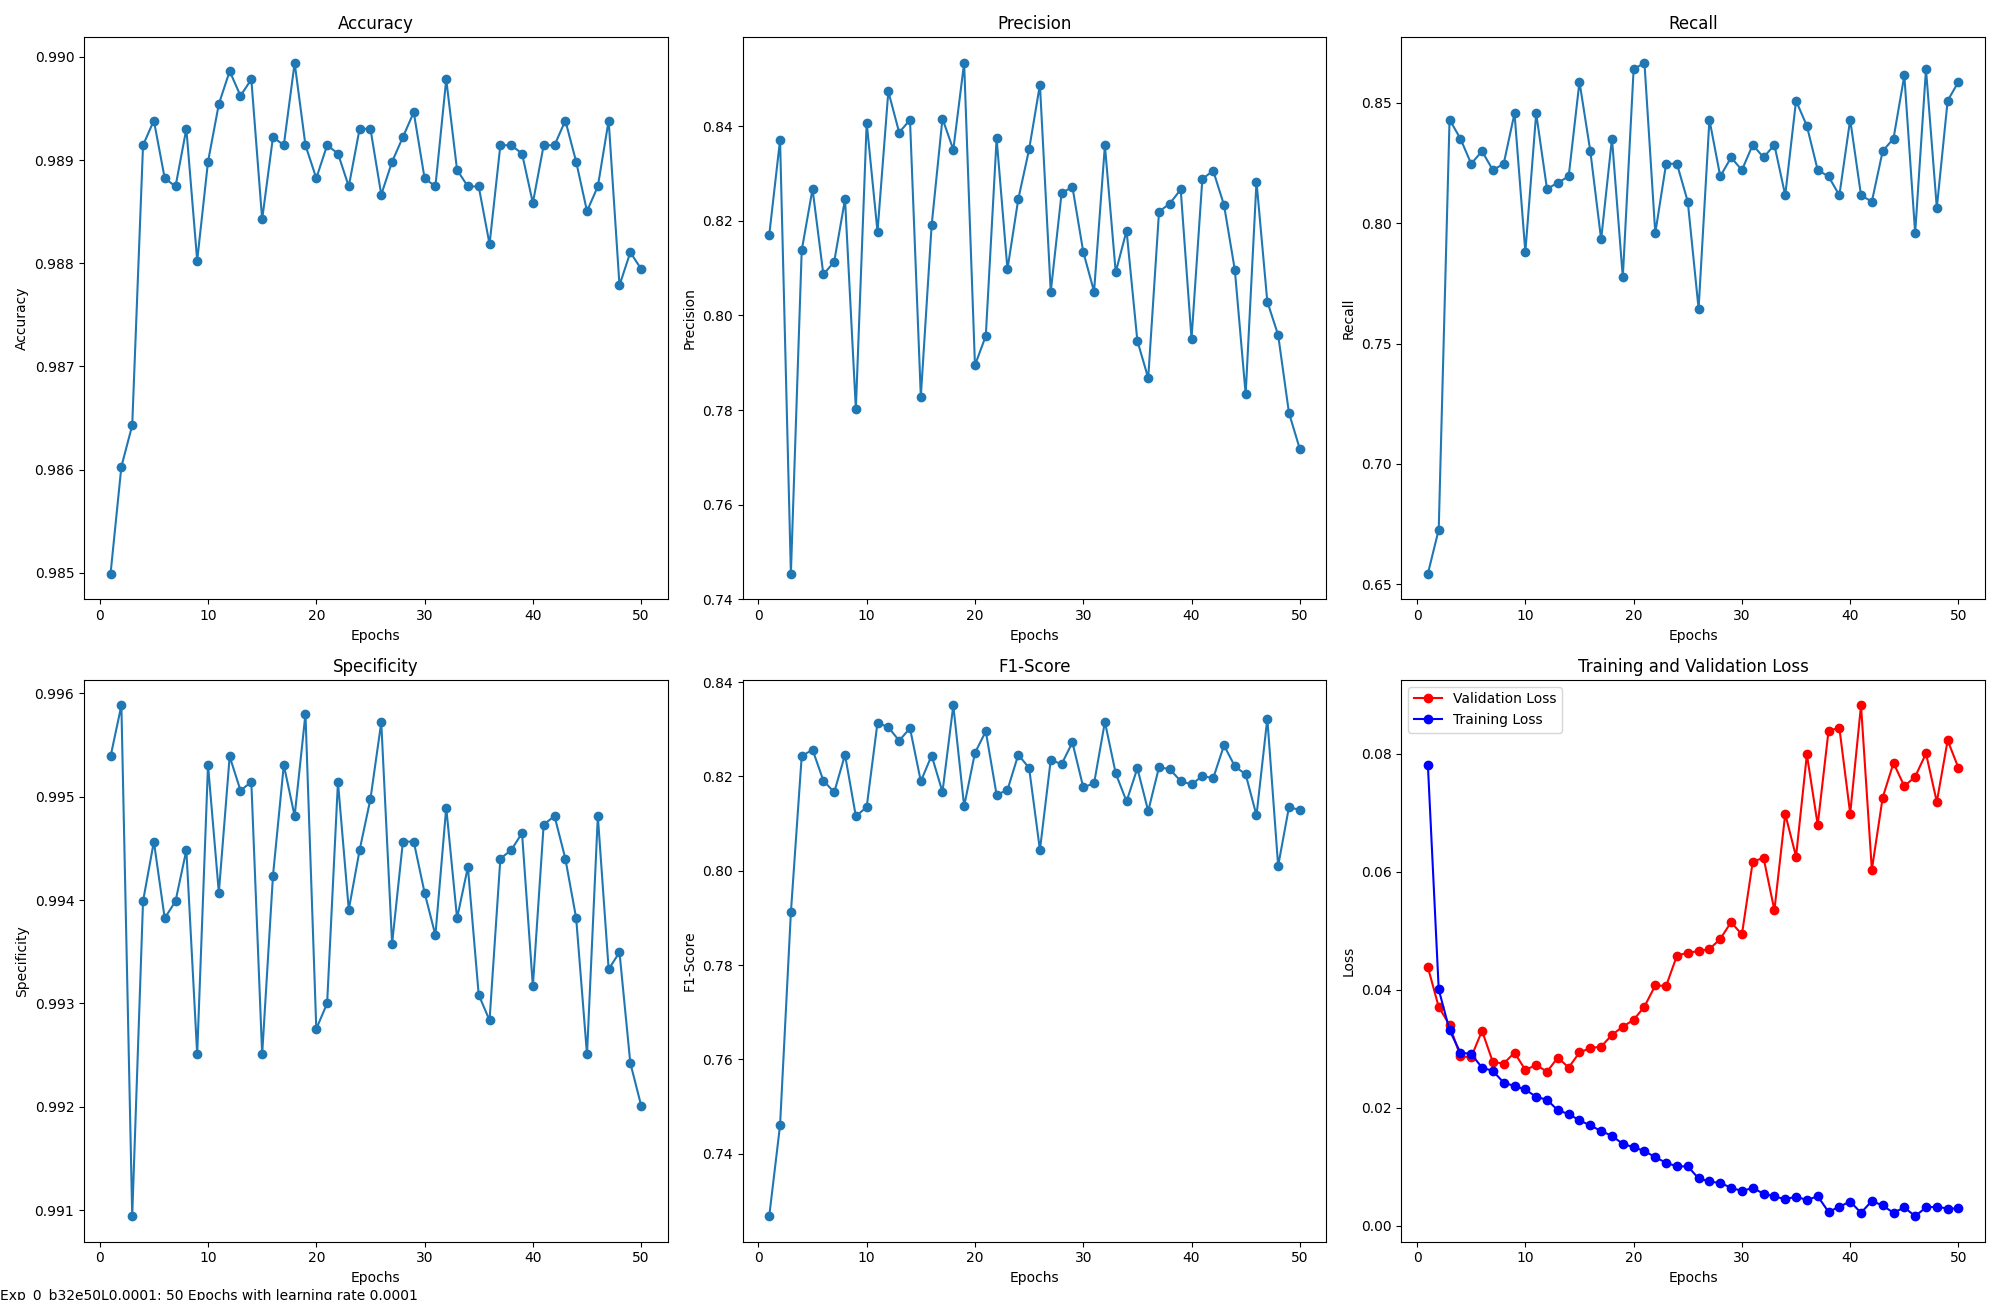 Accuracy
Precision
Recall
0.990
0.989
0.988
0.987
0.986
0.985
Accuracy
0 10 20 30 40 50
Epochs
0.84
0.82
0.80
0.78
0.76
0.74
Precision
0 10 20 30 40 50
Epochs
0.85
0.80
0.75
0.70
0.65
Recall
0 10 20 30 40 50
Epochs
Specificity
F1-Score
Training and Validation Loss
0.996
0.995
0.994
0.993
0.992
0.991
Specificity
0 10 20 30 40 50
Epochs
0.84
0.82
0.80
0.78
0.76
0.74
F1-Score
0 10 20 30 40 50
Epochs
Validation Loss
Training Loss
0.08
0.06
0.04
0.02
0.00
Loss
0 10 20 30 40 50
Epochs
Exp_0_b32e50L0.0001: 50 Epochs with learning rate 0.0001